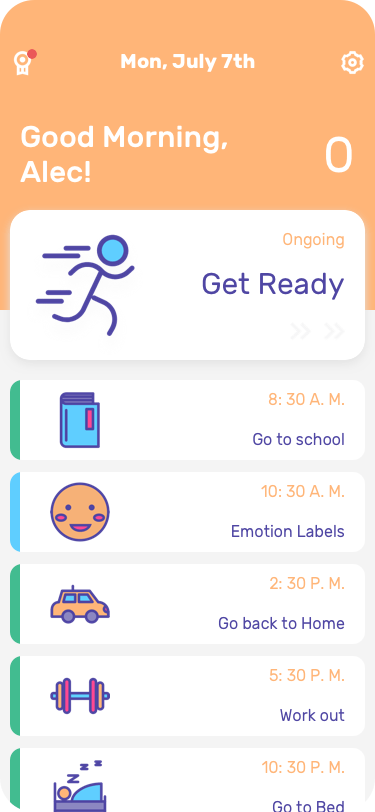 Mon, July 7th
Good Morning,
Alec!
0
Ongoing
Get Ready
8: 30 A. M.
Go to school
10: 30 A. M.
Emotion Labels
2: 30 P. M.
Go back to Home
5: 30 P. M.
Work out
10: 30 P. M.
Go to Bed